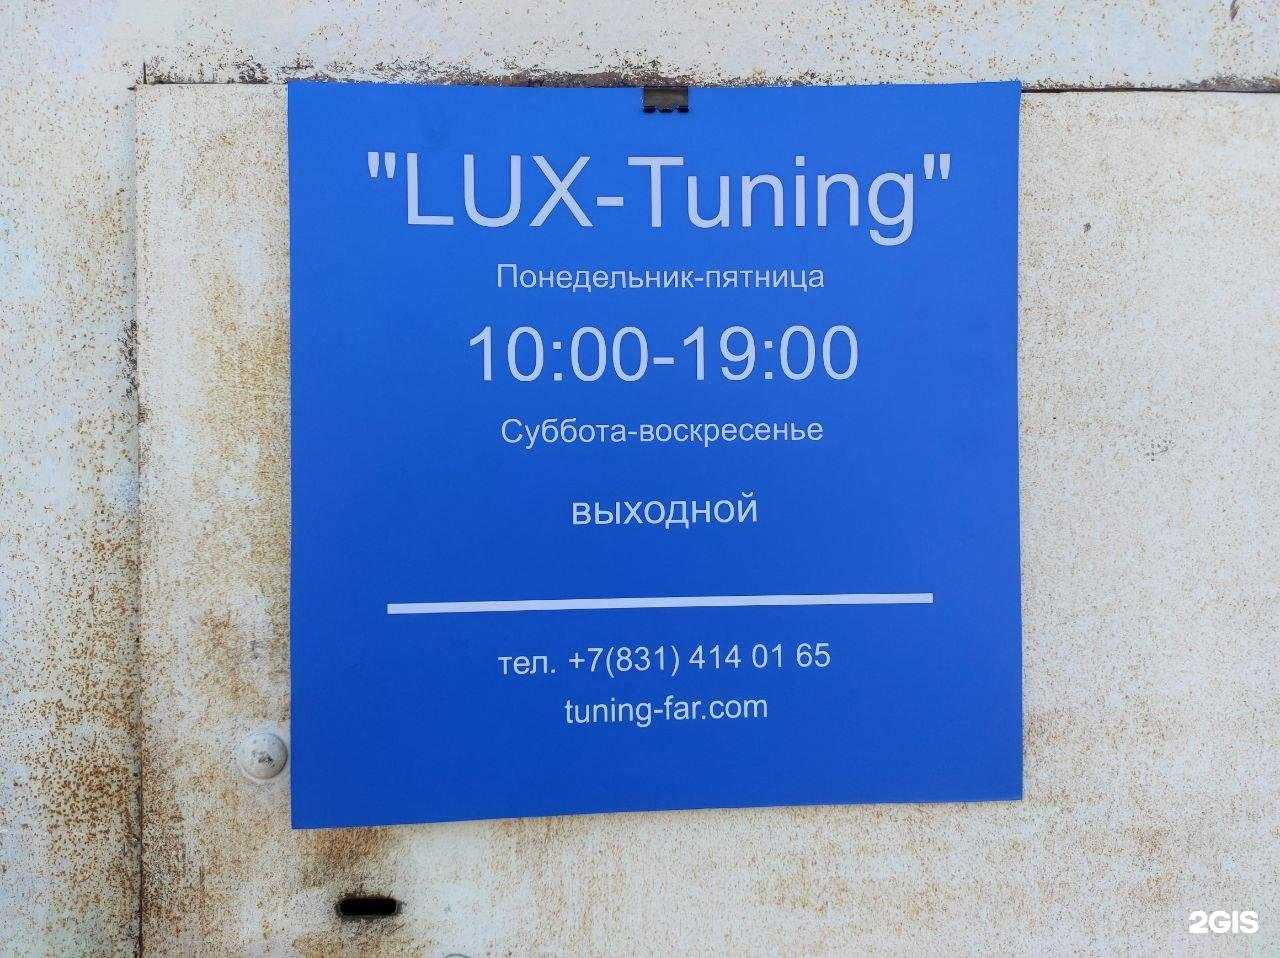 "LUX-Tuning"
Понедельник-пятница
10:00-19:00
Суббота-воскресенье
выходной
тел. +7(831) 414 01 65
tuning-far.com
2GIS